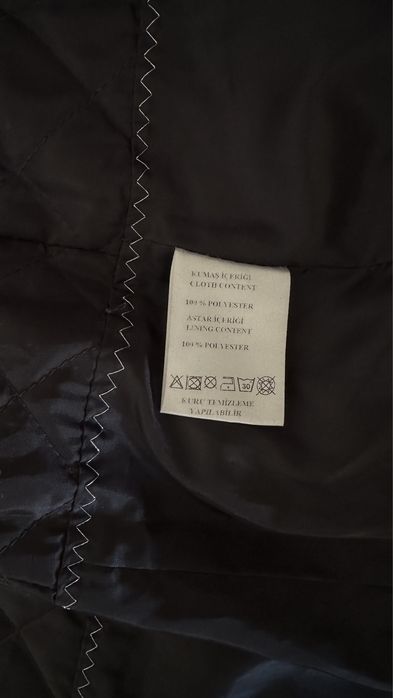 KUMAŞ İÇERİĞİ
CLOTH CONTENT
100 % POLYESTER
ASTAR İÇERİĞİ
LINING CONTENT
100 % POLYESTER
30
KURU TEMİZLEME
YAPILABİLİR